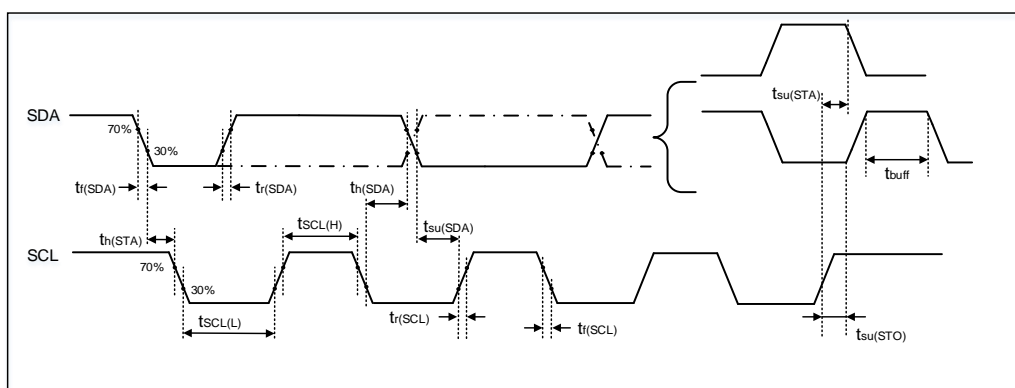 tsu(STA)
SDA
70%
30%
tbuff
tf(SDA)
tr(SDA)
th(SDA)
tSCL(H)
tsu(SDA)
th(STA)
SCL
70%
30%
tSCL(L)
tr(SCL)
tf(SCL)
tsu(STO)